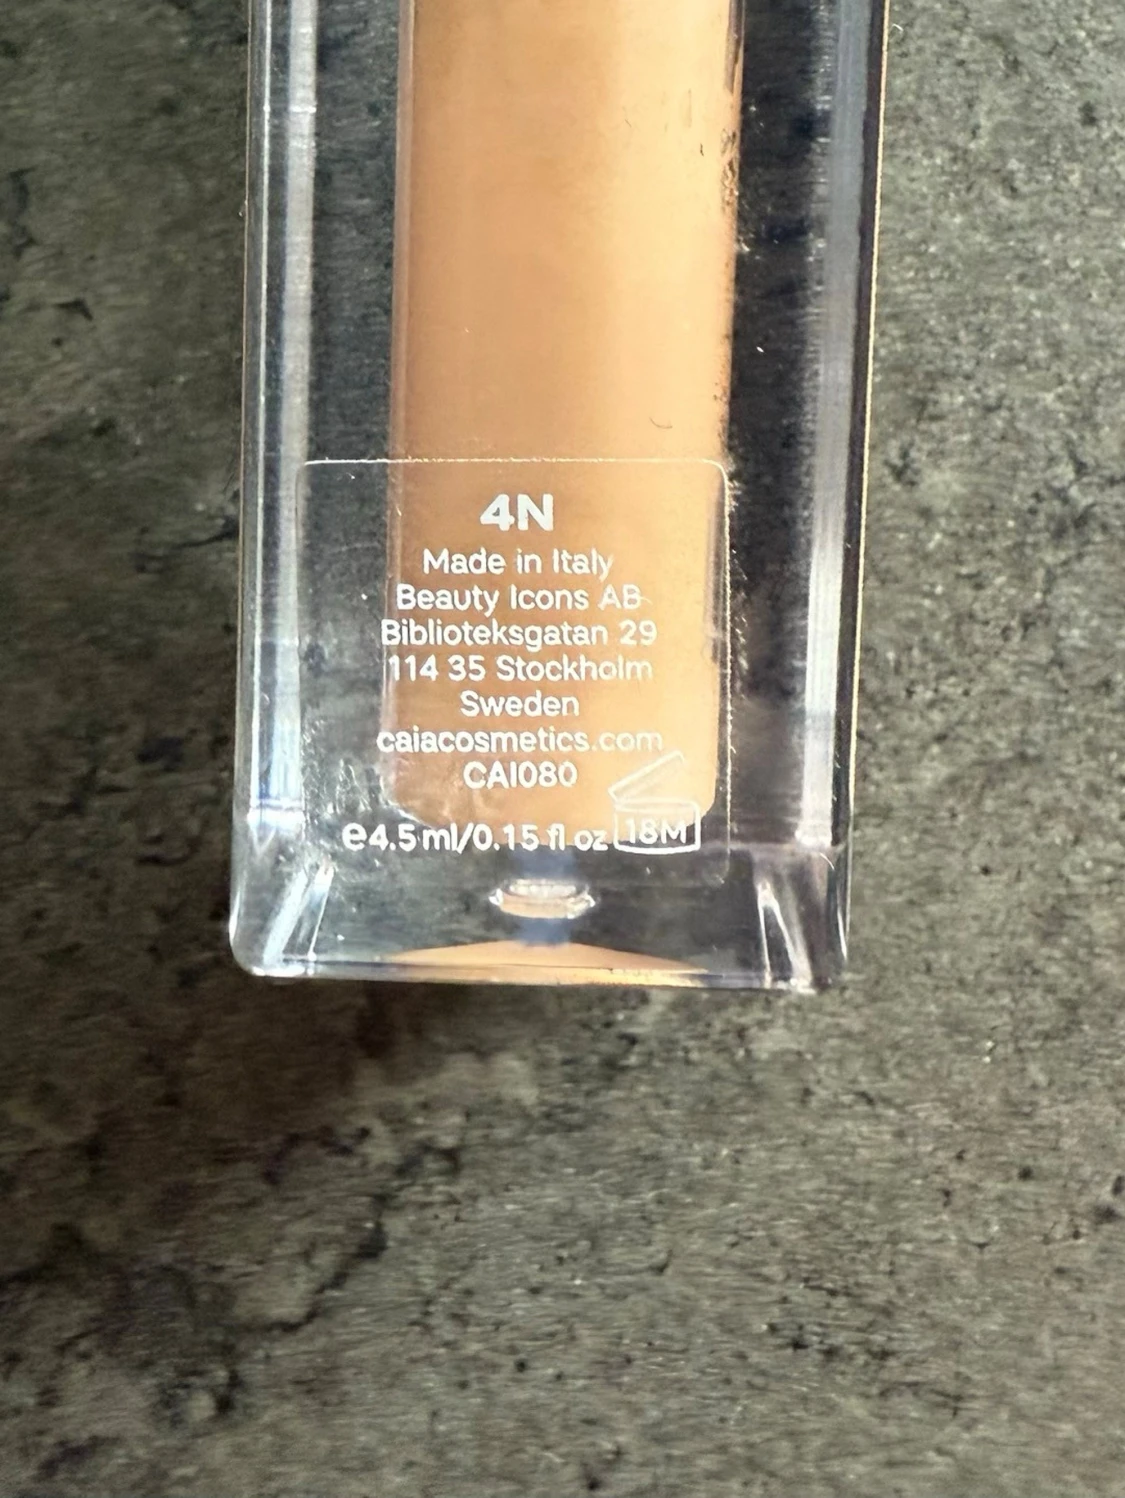 4N
Made in Italy
Beauty Icons AB
Biblioteksgatan 29
114 35 Stockholm
Sweden
caiacosmetics.com
CAI080
e4.5 ml/0.15 fl oz 18M